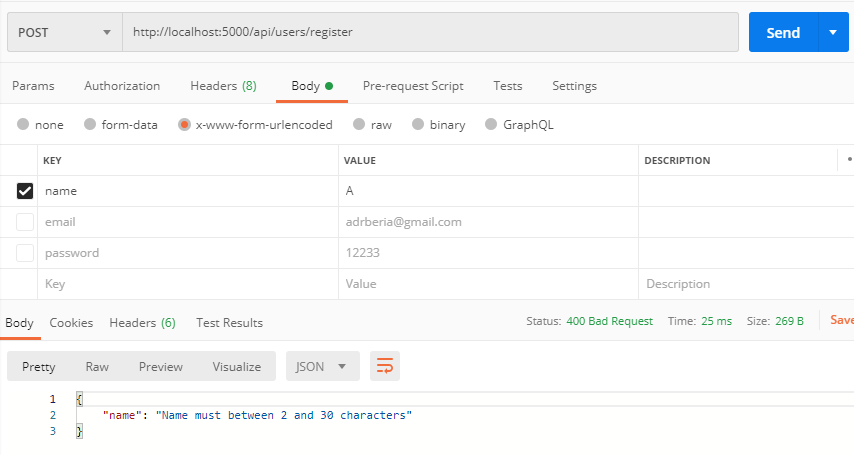 POST http://localhost:5000/api/users/register Send
Params Authorization Headers (8) Body Pre-request Script Tests Settings
none form-data x-www-form-urlencoded raw binary GraphQL
KEY VALUE DESCRIPTION
name A
email adrberia@gmail.com
password 12233
Key Value Description
Body Cookies Headers (6) Test Results Status: 400 Bad Request Time: 25 ms Size: 269 B Save
Pretty Raw Preview Visualize JSON
1 {
2 "name": "Name must between 2 and 30 characters"
3 }